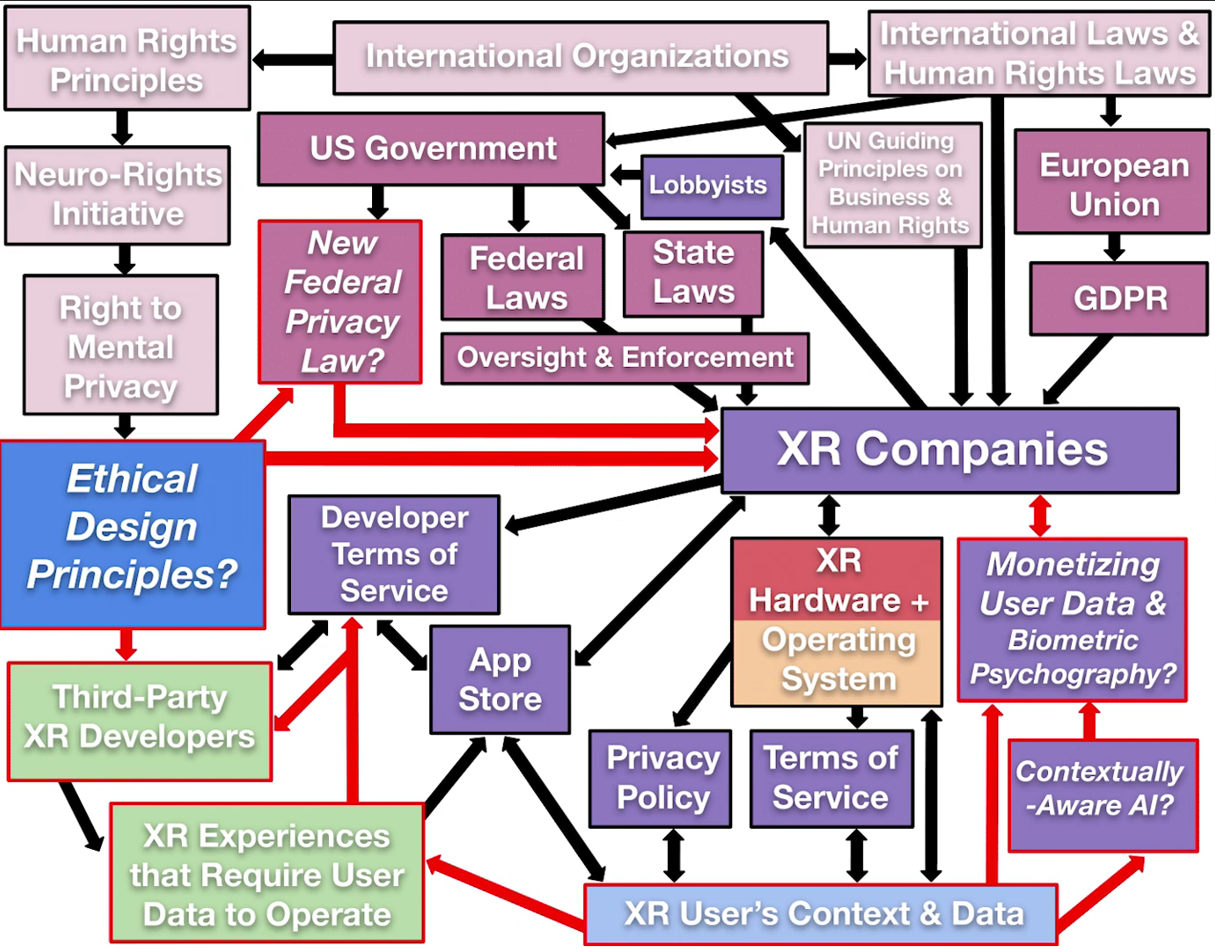 Human Rights
Principles
International Organizations
International Laws &
Human Rights Laws
US Government
Lobbyists
UN Guiding
Principles on
Business &
Human Rights
European
Union
Neuro-Rights
Initiative
New
Federal
Privacy
Law?
Federal
Laws
State
Laws
GDPR
Right to
Mental
Privacy
Oversight & Enforcement
XR Companies
Ethical
Design
Principles?
Developer
Terms of
Service
XR
Hardware +
Operating
System
Monetizing
User Data &
Biometric
Psychography?
App
Store
Third-Party
XR Developers
Privacy
Policy
Terms of
Service
Contextually
-Aware AI?
XR Experiences
that Require User
Data to Operate
XR User's Context & Data